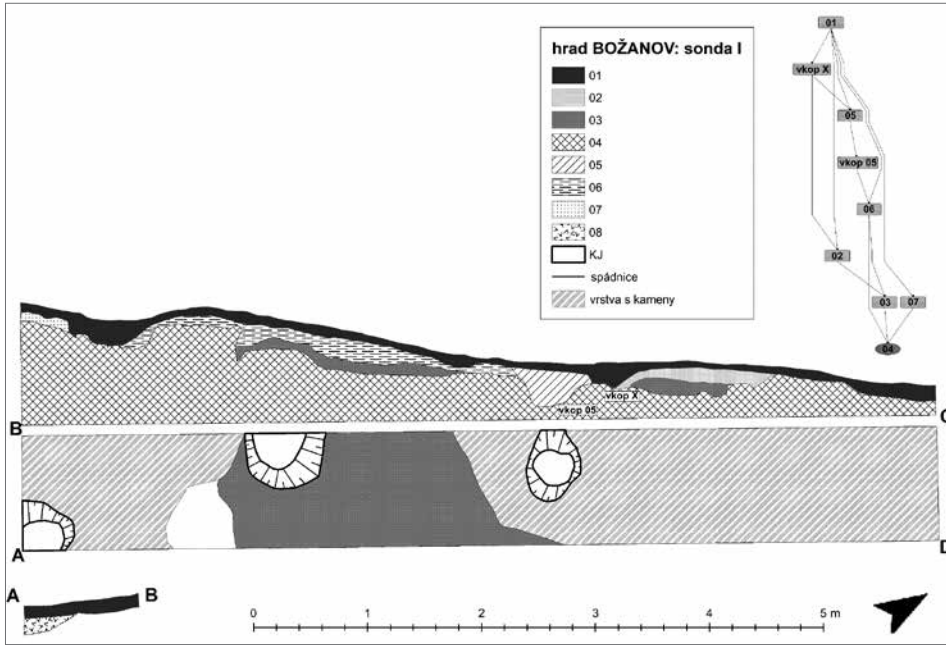 hrad BOŽANOV: sonda I
01
02
03
04
05
06
07
08
KJ
spádnice
vrstva s kameny
01
vkop X
05
vkop 05
06
02
03 07
04
vkop X
vkop 05
B C
A D
A B
0 1 2 3 4 5 m